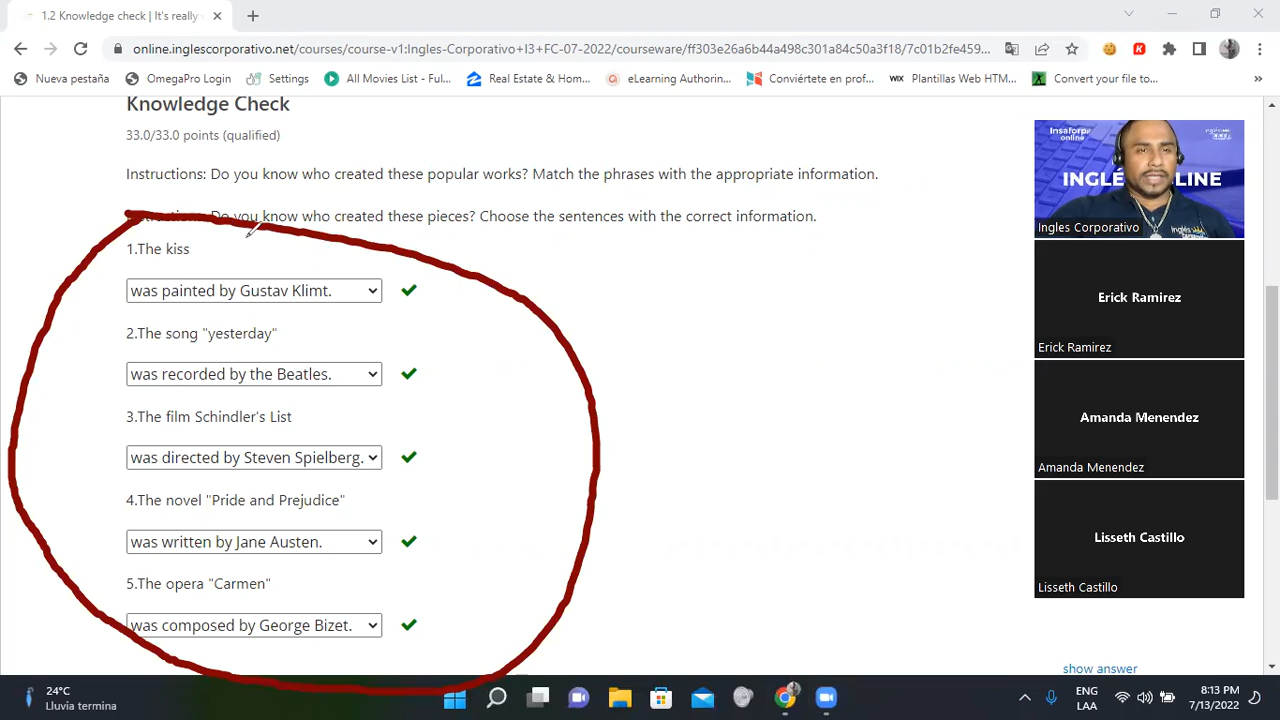 1.2 Knowledge check | It's really
online.inglescorporativo.net/courses/course-v1:Ingles-Corporativo+I3+FC-07-2022/courseware/ff303e26a6b44a498c301a84c50a3f18/7c01b2fe459...
Nueva pestaña
OmegaPro Login
Settings
All Movies List - Ful...
Real Estate & Hom...
eLearning Authorin...
Conviértete en prof...
WIX Plantillas Web HTM...
Convert your file to...
»
Knowledge Check
33.0/33.0 points (qualified)
Instructions: Do you know who created these popular works? Match the phrases with the appropriate information.
Do you know who created these pieces? Choose the sentences with the correct information.
1.The kiss
was painted by Gustav Klimt.
2.The song "yesterday"
was recorded by the Beatles.
3.The film Schindler's List
was directed by Steven Spielberg.
4.The novel "Pride and Prejudice"
was written by Jane Austen.
5.The opera "Carmen"
was composed by George Bizet.
show answer
Insaforp
online
INGLÉ LINE
Ingles Corporativo
Erick Ramirez
Erick Ramirez
Amanda Menendez
Amanda Menendez
Lisseth Castillo
Lisseth Castillo
24°C
Lluvia termina
ENG
LAA
8:13 PM
7/13/2022